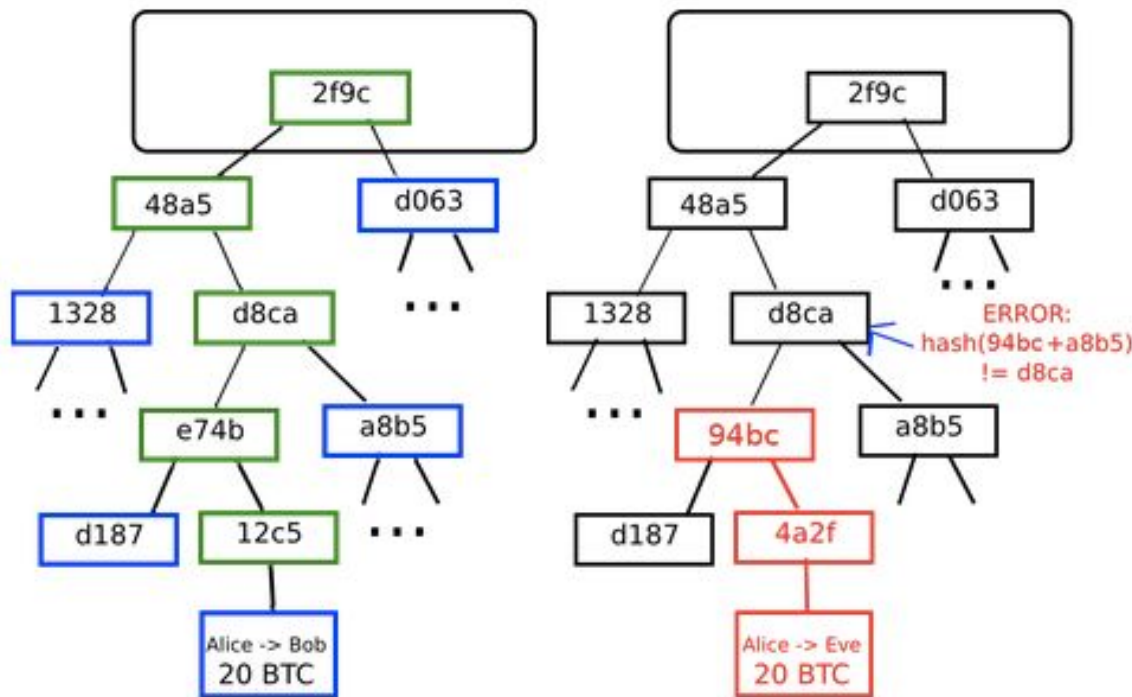 2f9c
48a5
d063
1328
d8ca
...
...
e74b
a8b5
d187
12c5
...
Alice -> Bob
20 BTC
2f9c
48a5
d063
...
1328
d8ca
ERROR:
hash(94bc+a8b5)
!= d8ca
...
94bc
a8b5
d187
4a2f
Alice -> Eve
20 BTC